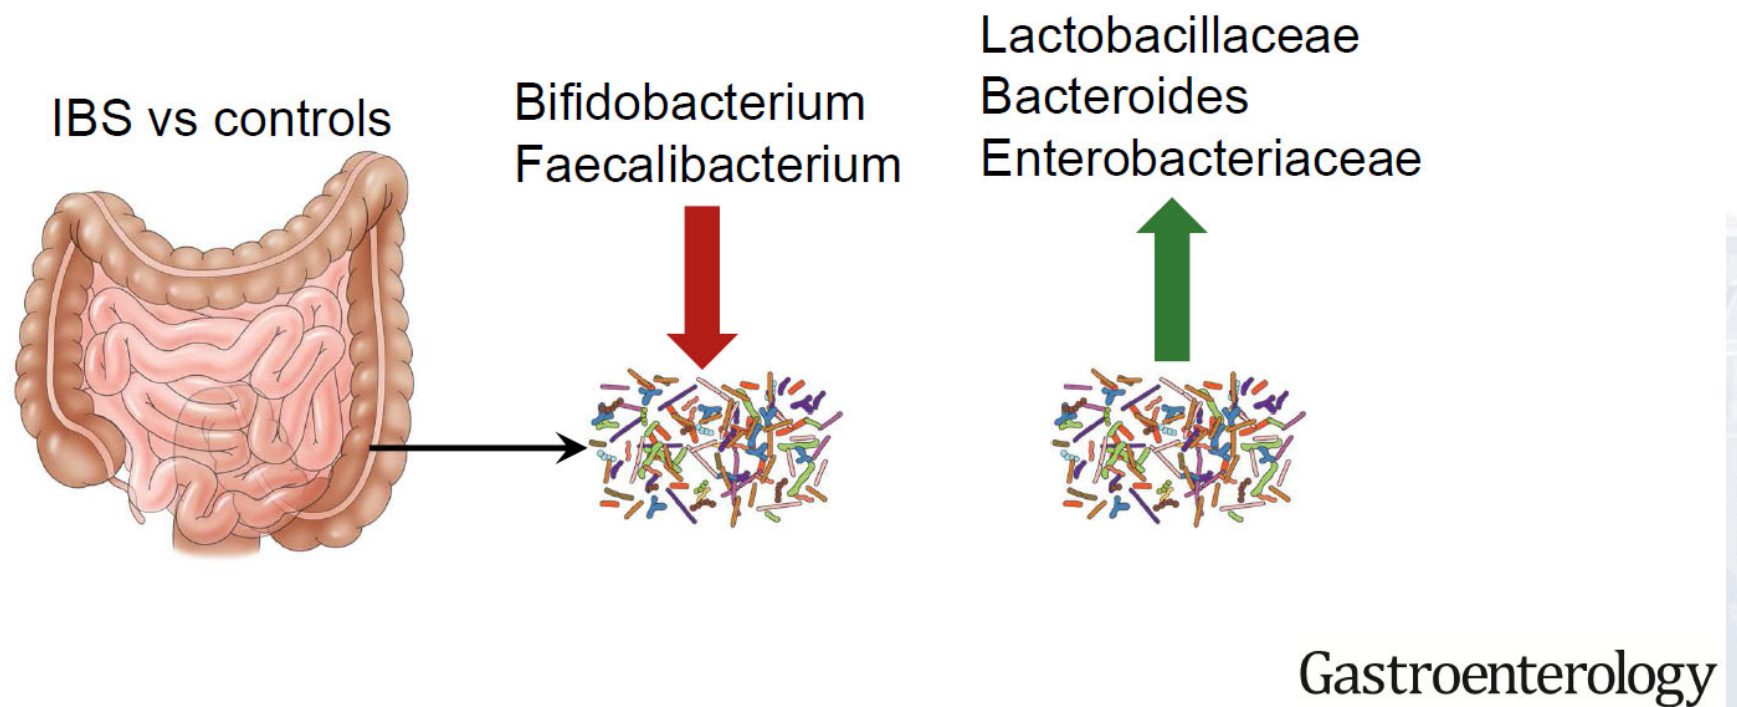 IBS vs controls
Bifidobacterium
Faecalibacterium
Lactobacillaceae
Bacteroides
Enterobacteriaceae
Gastroenterology